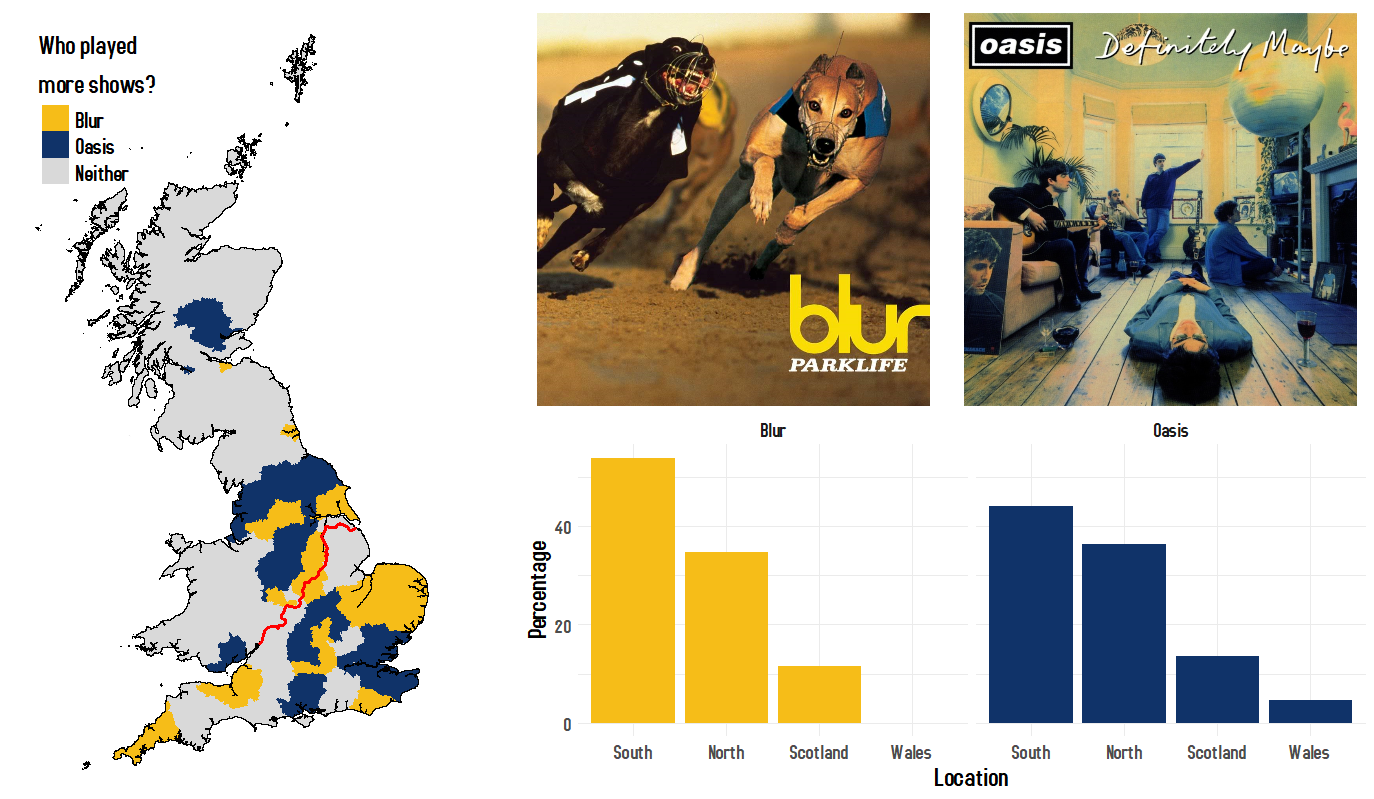 Who played
more shows?
Blur
Oasis
Neither
blur
PARKLIFE
oasis
Definitely Maybe
Blur
Oasis
Percentage
40
20
0
South
North
Scotland
Wales
South
North
Scotland
Wales
Location